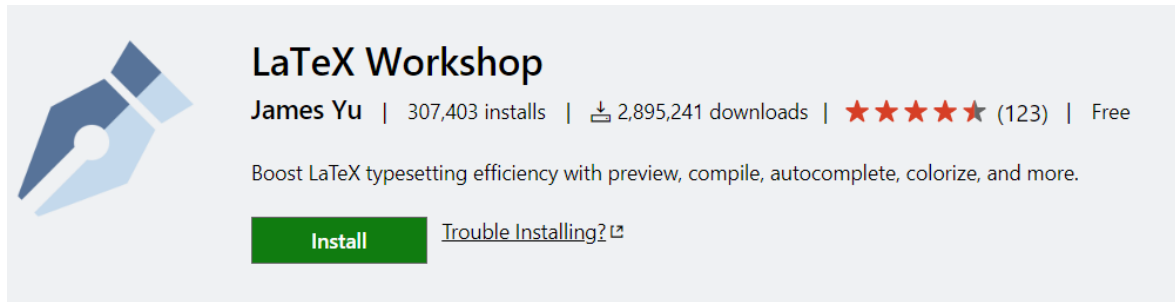 LaTeX Workshop
James Yu | 307,403 installs | 2,895,241 downloads | (123) | Free
Boost LaTeX typesetting efficiency with preview, compile, autocomplete, colorize, and more.
Install Trouble Installing?